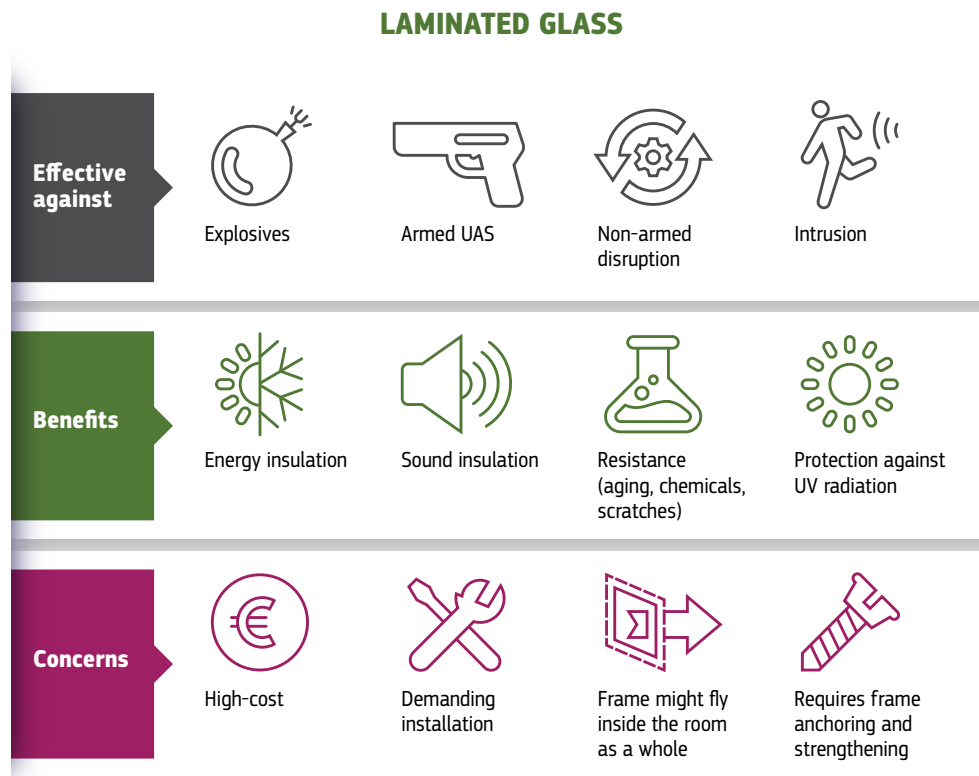 LAMINATED GLASS
Effective
against
Explosives
Armed UAS
Non-armed
disruption
Intrusion
Benefits
Energy insulation
Sound insulation
Resistance
(aging, chemicals,
scratches)
Protection against
UV radiation
Concerns
High-cost
Demanding
installation
Frame might fly
inside the room
as a whole
Requires frame
anchoring and
strengthening